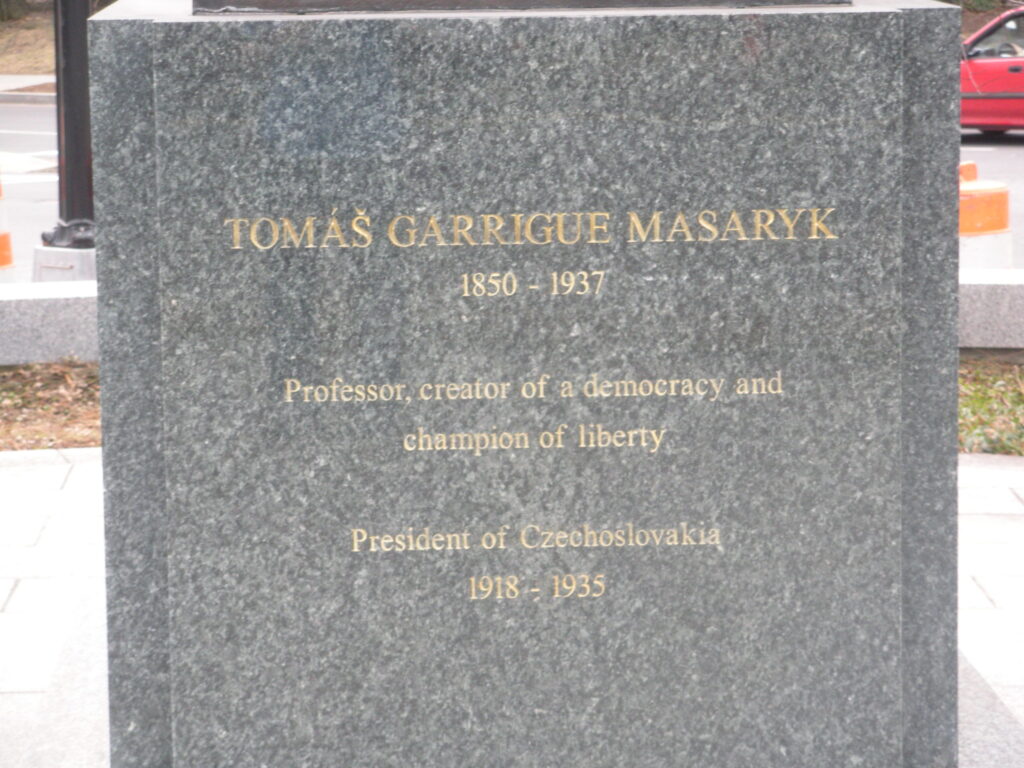 TOMÁŠ GARRIGUE MASARYK
1850 - 1937
Professor, creator of a democracy and
champion of liberty
President of Czechoslovakia
1918 - 1935